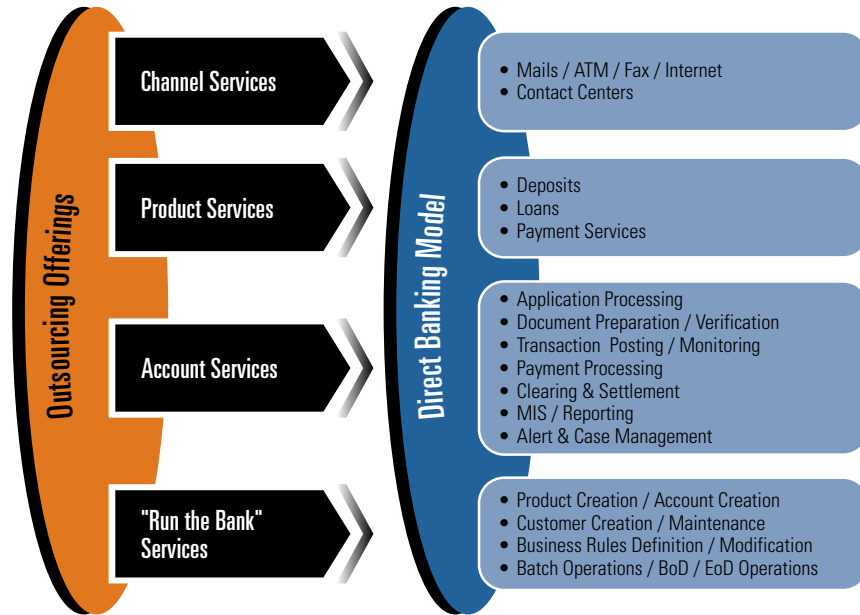 Outsourcing Offerings
Channel Services
Product Services
Account Services
"Run the Bank"
Services
Direct Banking Model
• Mails / ATM / Fax / Internet
• Contact Centers
• Deposits
• Loans
• Payment Services
• Application Processing
• Document Preparation / Verification
• Transaction Posting / Monitoring
• Payment Processing
• Clearing & Settlement
• MIS / Reporting
• Alert & Case Management
• Product Creation / Account Creation
• Customer Creation / Maintenance
• Business Rules Definition / Modification
• Batch Operations / BoD / EoD Operations